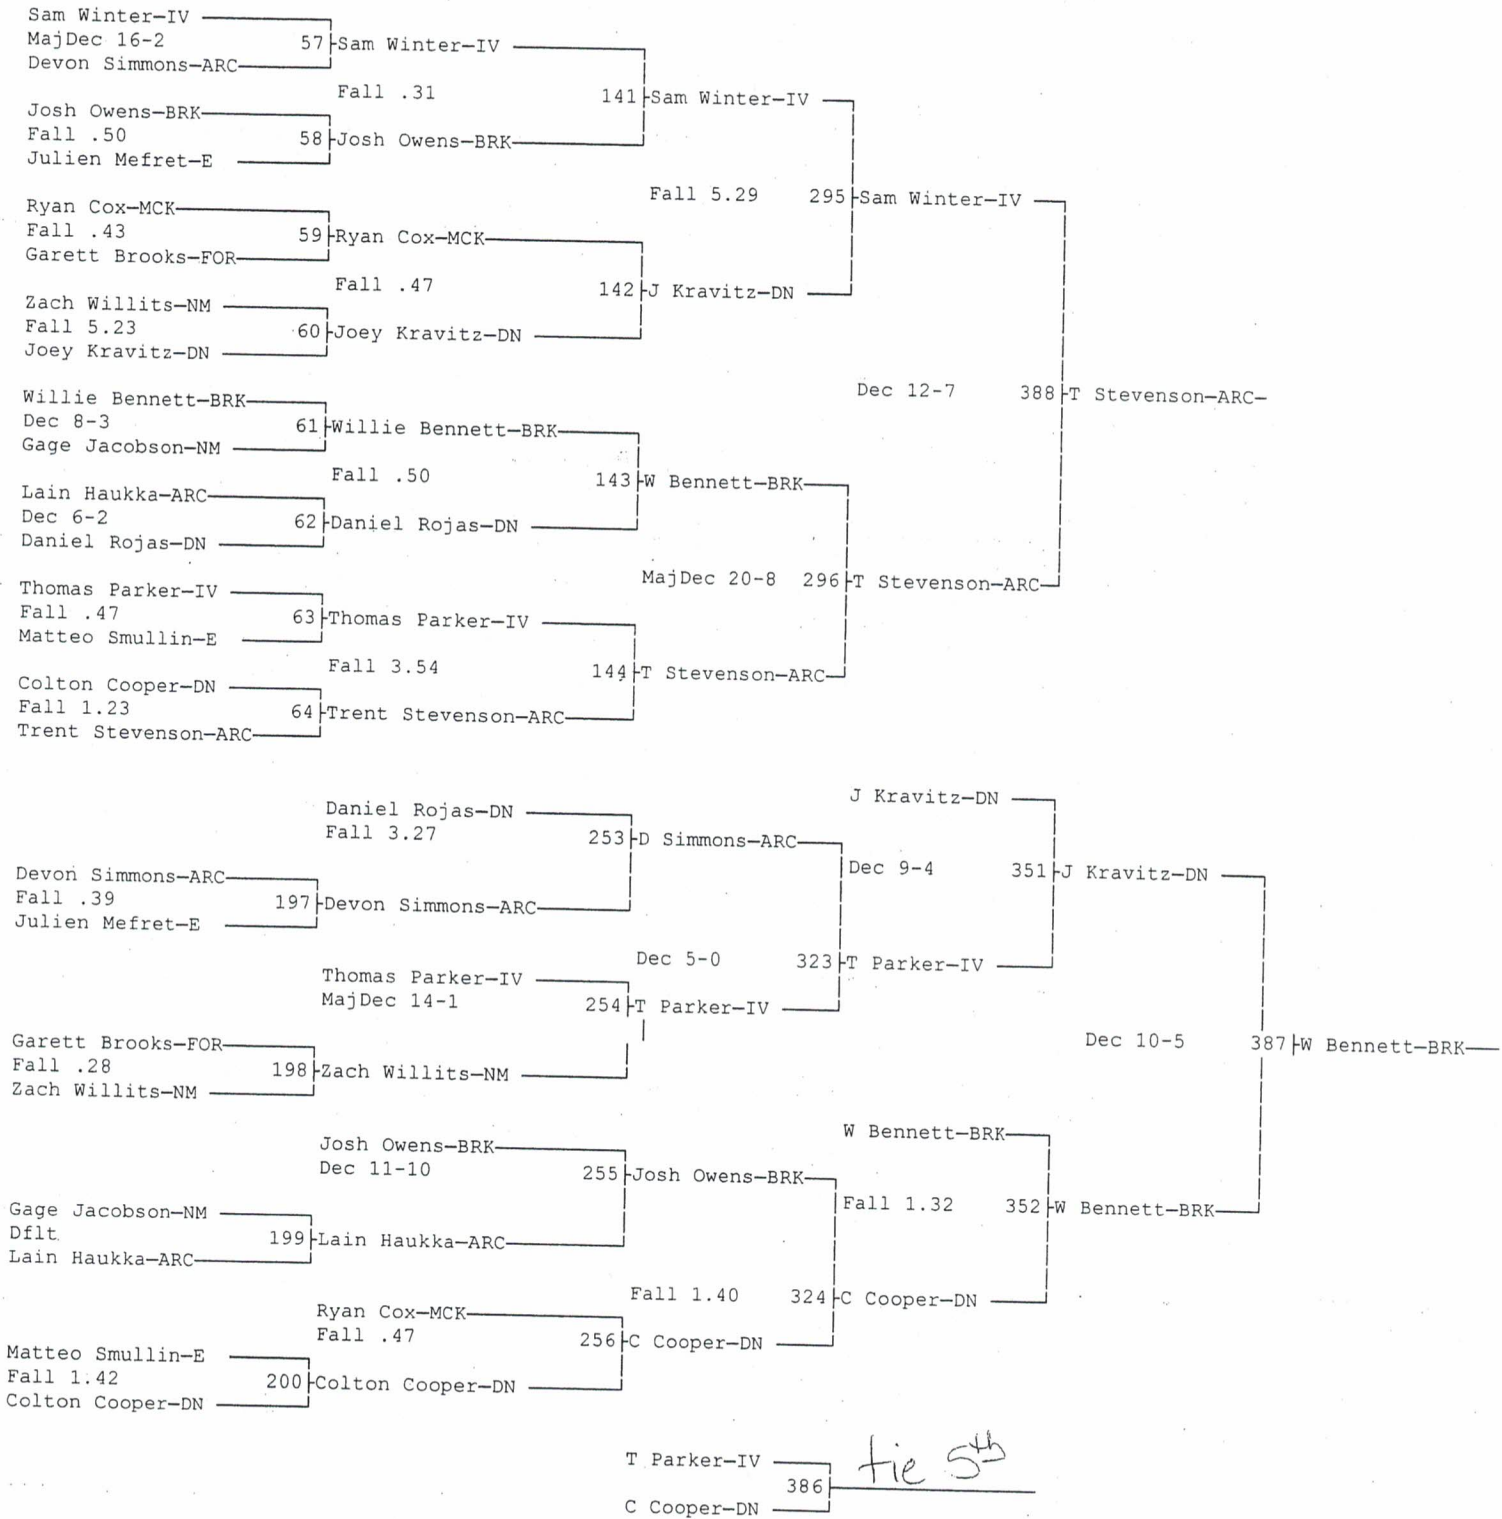 Sam Winter-IV
MajDec 16-2
57 Sam Winter-IV
Devon Simmons-ARC
Fall .31
141 Sam Winter-IV
Josh Owens-BRK
Fall .50
58 Josh Owens-BRK
Julien Mefret-E
Fall 5.29
295 Sam Winter-IV
Ryan Cox-MCK
Fall .43
59 Ryan Cox-MCK
Garett Brooks-FOR
Fall .47
142 J Kravitz-DN
Zach Willits-NM
Fall 5.23
60 Joey Kravitz-DN
Joey Kravitz-DN
Dec 12-7
388 T Stevenson-ARC-
Willie Bennett-BRK
Dec 8-3
61 Willie Bennett-BRK
Gage Jacobson-NM
Fall .50
143 W Bennett-BRK
Lain Haukka-ARC
Dec 6-2
62 Daniel Rojas-DN
Daniel Rojas-DN
MajDec 20-8
296 T Stevenson-ARC
Thomas Parker-IV
Fall .47
63 Thomas Parker-IV
Matteo Smullin-E
Fall 3.54
144 T Stevenson-ARC
Colton Cooper-DN
Fall 1.23
64 Trent Stevenson-ARC
Trent Stevenson-ARC
J Kravitz-DN
Daniel Rojas-DN
Fall 3.27
253 D Simmons-ARC
Dec 9-4
351 J Kravitz-DN
Devon Simmons-ARC
Fall .39
197 Devon Simmons-ARC
Julien Mefret-E
Dec 5-0
323 T Parker-IV
Thomas Parker-IV
MajDec 14-1
254 T Parker-IV
Garett Brooks-FOR
Fall .28
198 Zach Willits-NM
Zach Willits-NM
Dec 10-5
387 W Bennett-BRK
W Bennett-BRK
Josh Owens-BRK
Dec 11-10
255 Josh Owens-BRK
Fall 1.32
352 W Bennett-BRK
Gage Jacobson-NM
Dflt
199 Lain Haukka-ARC
Lain Haukka-ARC
Fall 1.40
324 C Cooper-DN
Ryan Cox-MCK
Fall .47
256 C Cooper-DN
Matteo Smullin-E
Fall 1.42
200 Colton Cooper-DN
Colton Cooper-DN
T Parker-IV
386 tie 5th
C Cooper-DN